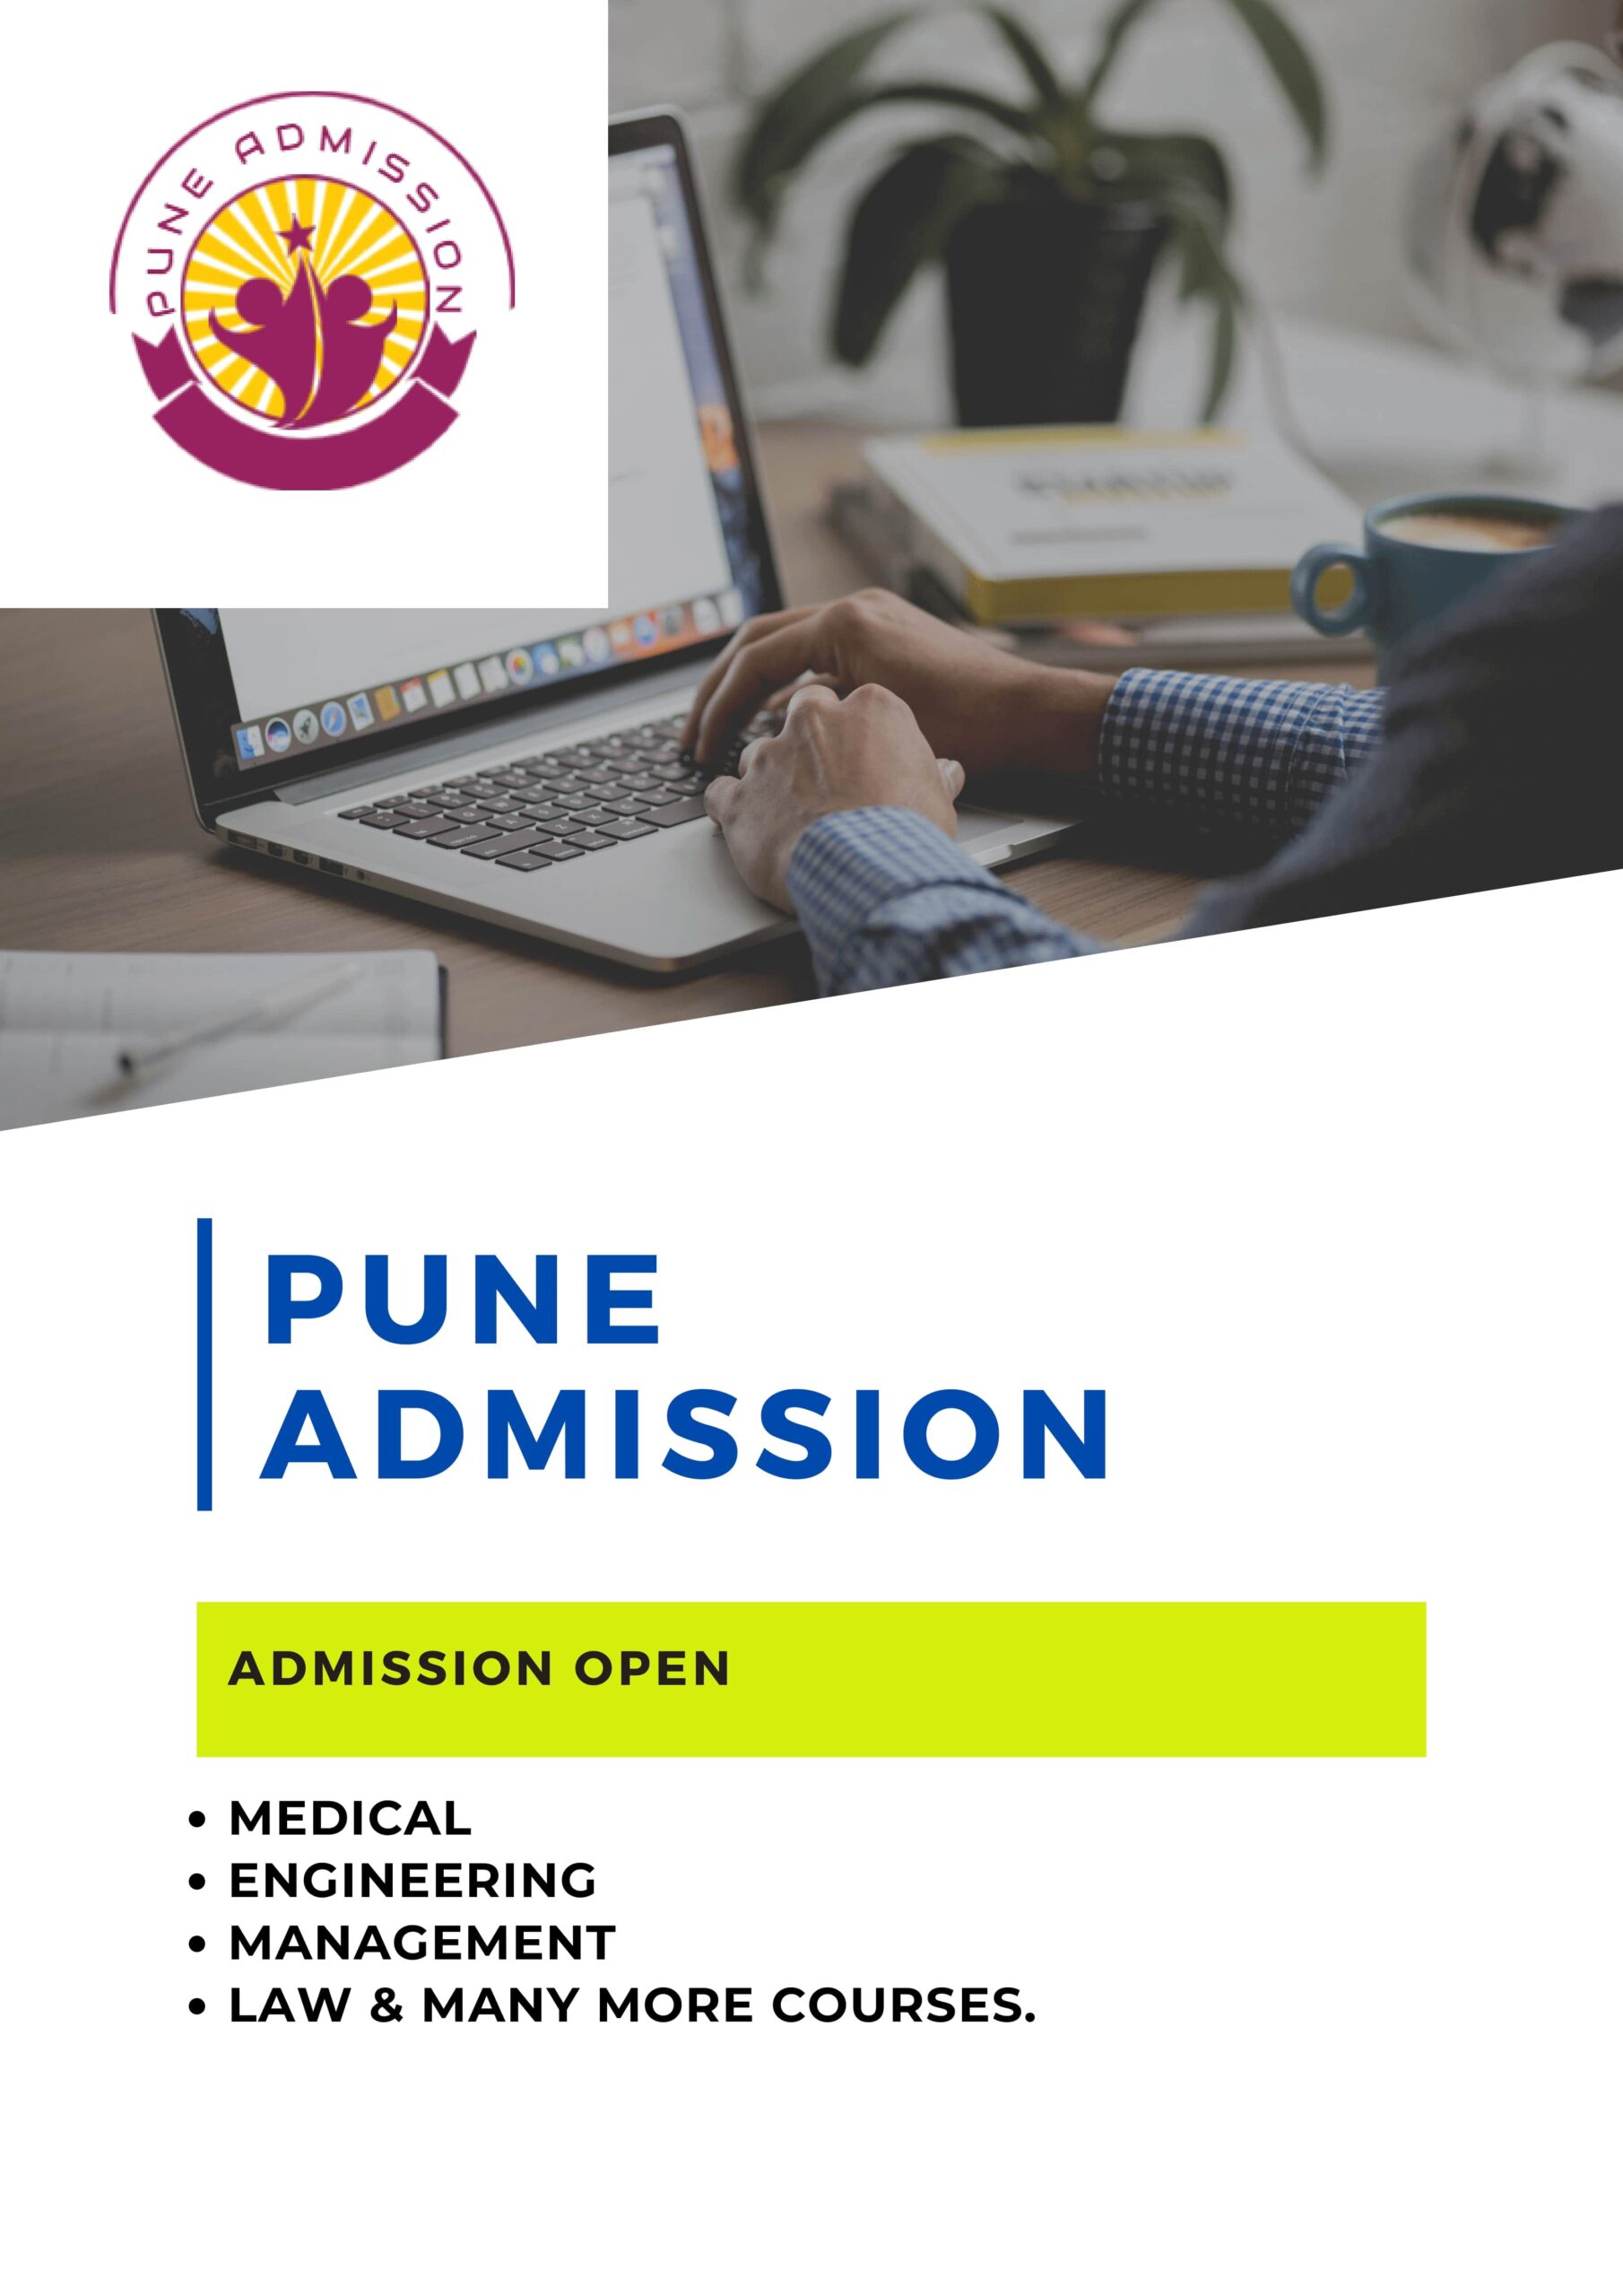 PUNE ADMISSION
PUNE
ADMISSION
ADMISSION OPEN
• MEDICAL
• ENGINEERING
• MANAGEMENT
• LAW & MANY MORE COURSES.